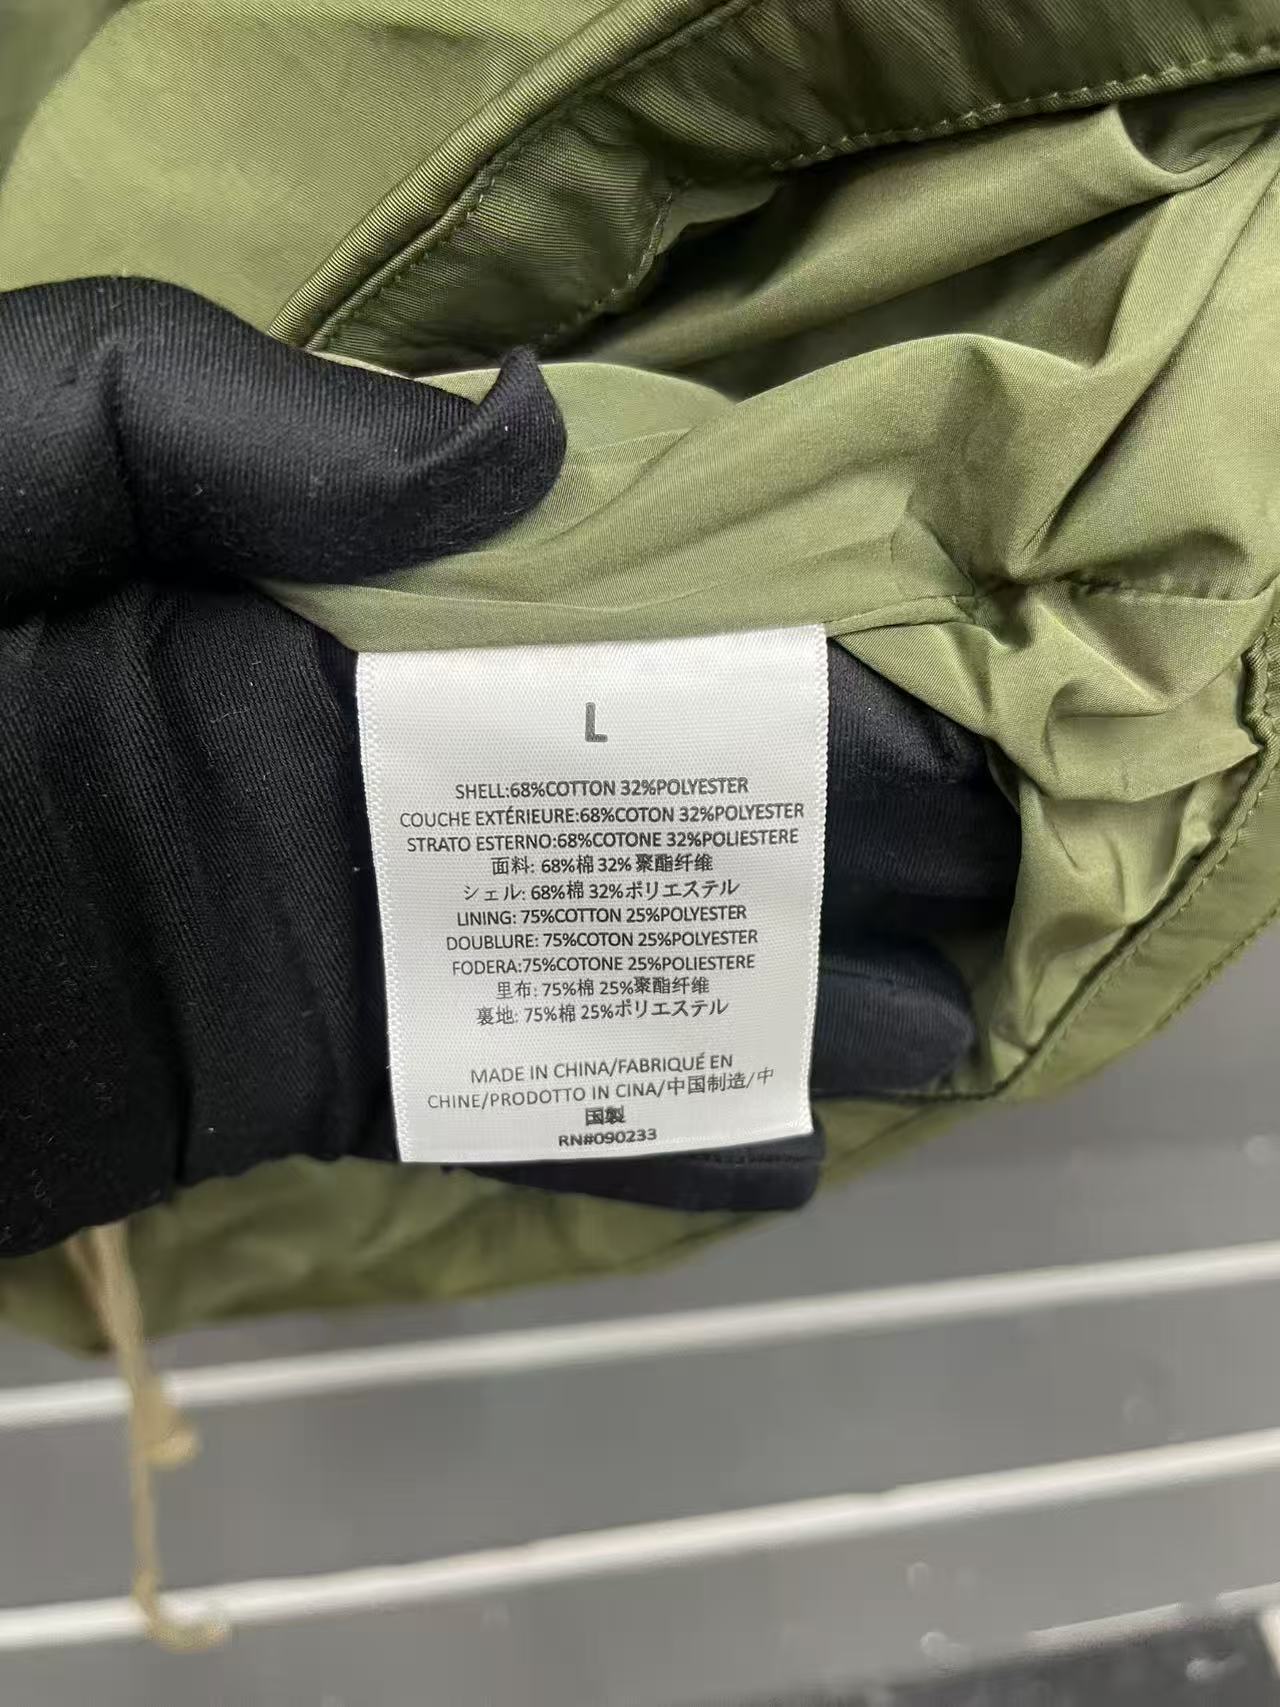 L
SHELL:68%COTTON 32%POLYESTER
COUCHE EXTÉRIEURE:68%COTON 32%POLYESTER
STRATO ESTERNO:68%COTONE 32%POLIESTERE
面料: 68%棉 32% 聚酯纤维
シェル: 68%棉 32%ポリエステル
LINING: 75%COTTON 25%POLYESTER
DOUBLURE: 75%COTON 25%POLYESTER
FODERA:75%COTONE 25%POLIESTERE
里布: 75%棉 25%聚酯纤维
裏地: 75%棉 25%ポリエステル
MADE IN CHINA/FABRIQUÉ EN
CHINE/PRODOTTO IN CINA/中国制造/中
国製
RN#090233